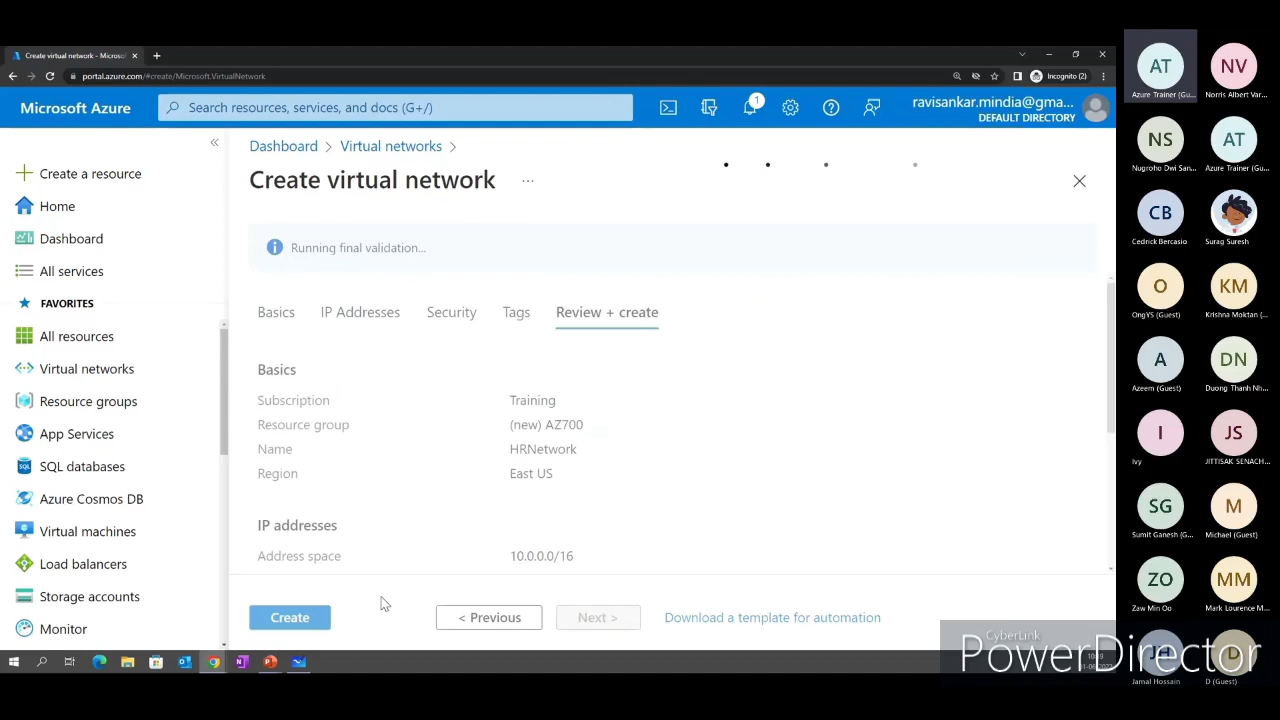 Create virtual network - Microso
portal.azure.com/#create/Microsoft.VirtualNetwork
Incognito (2)
Microsoft Azure
Search resources, services, and docs (G+/)
1
ravisankar.mindia@gma...
DEFAULT DIRECTORY
Dashboard > Virtual networks >
Create virtual network
...
Running final validation...
Basics
IP Addresses
Security
Tags
Review + create
Basics
Subscription
Training
Resource group
(new) AZ700
Name
HRNetwork
Region
East US
IP addresses
Address space
10.0.0.0/16
Create
< Previous
Next >
Download a template for automation
Create a resource
Home
Dashboard
All services
FAVORITES
All resources
Virtual networks
Resource groups
App Services
SQL databases
Azure Cosmos DB
Virtual machines
Load balancers
Storage accounts
Monitor
AT
Azure Trainer (Gu...
NV
Norris Albert Var...
NS
Nugroho Dwi San...
AT
Azure Trainer (Gu...
CB
Cedrick Bercasio
Surag Suresh
O
OngYS (Guest)
KM
Krishna Moktan (...
A
Azeem (Guest)
DN
Duong Thanh Nh...
I
Ivy
JS
JITTISAK SENACH...
SG
Sumit Ganesh (G...
M
Michael (Guest)
ZO
Zaw Min Oo
MM
Mark Lourence M...
JH
Jamal Hossain
D
D (Guest)
CyberLink
PowerDirector